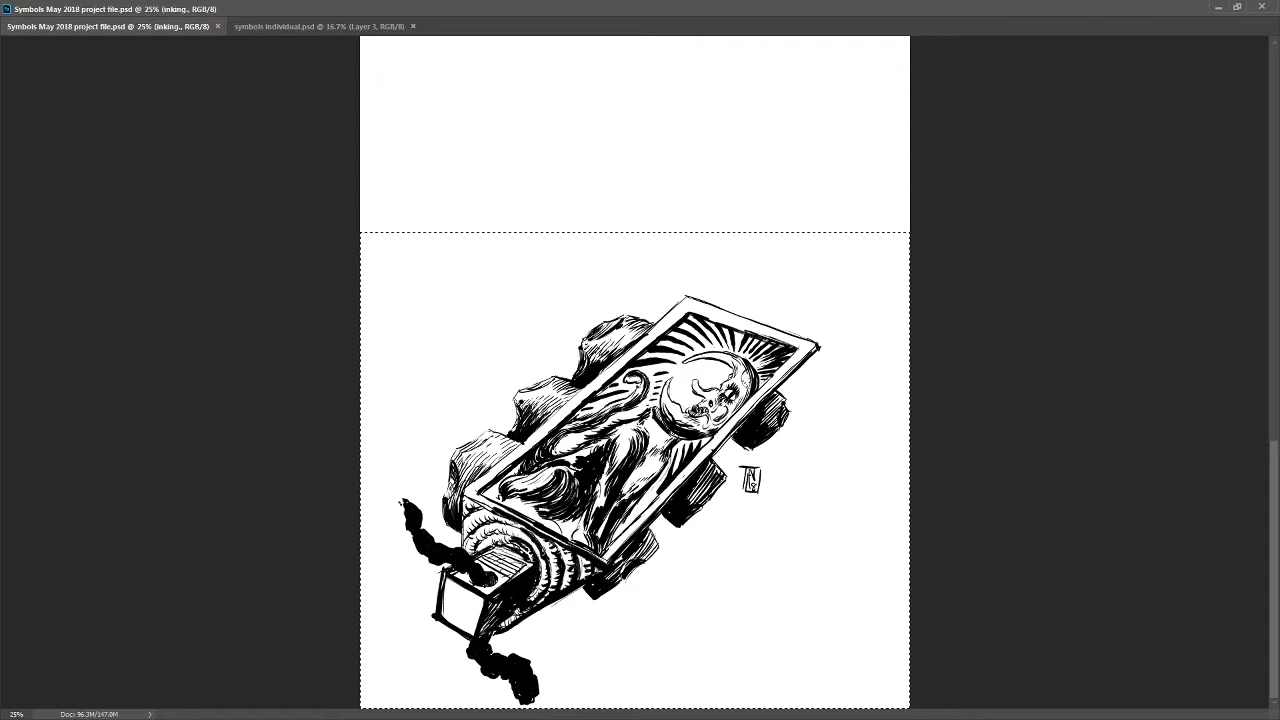 Symbols May 2018 project file.psd @ 25% (inking., RGB/8)
Symbols May 2018 project file.psd @ 25% (inking., RGB/8) × symbols individual.psd @ 16.7% (Layer 3, RGB/8) ×
25% Doc: 96.3M/147.0M